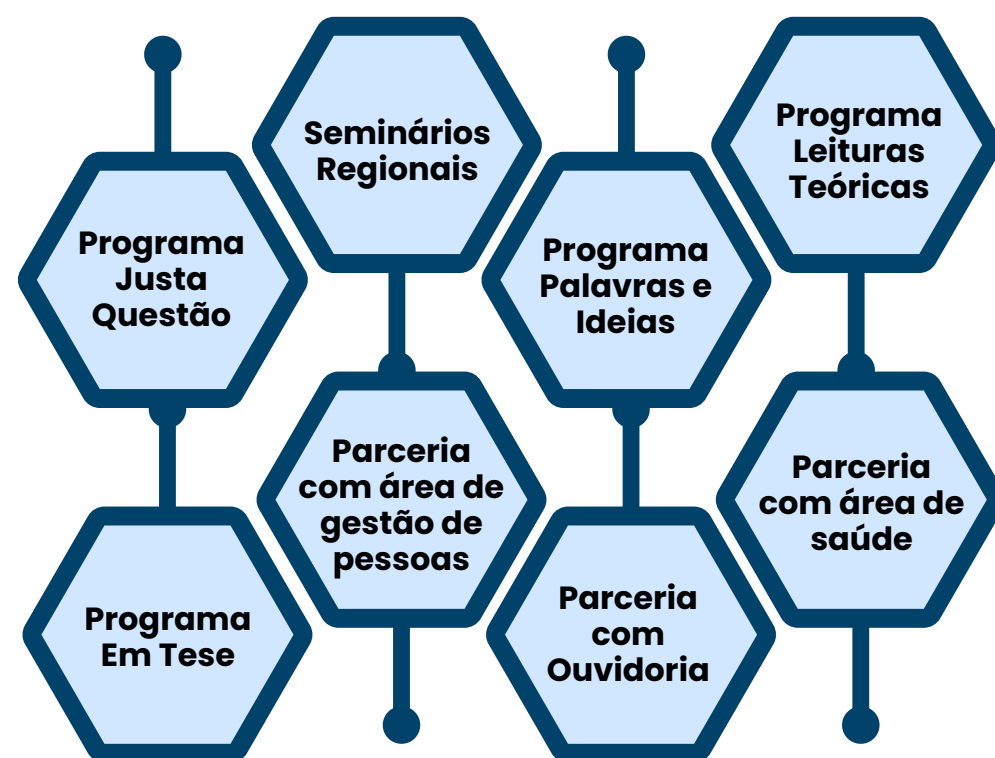 Programa
Justa
Questão
Seminários
Regionais
Programa
Palavras e
Ideias
Programa
Leituras
Teóricas
Programa
Em Tese
Parceria
com área de
gestão de
pessoas
Parceria
com
Ouvidoria
Parceria
com área de
saúde